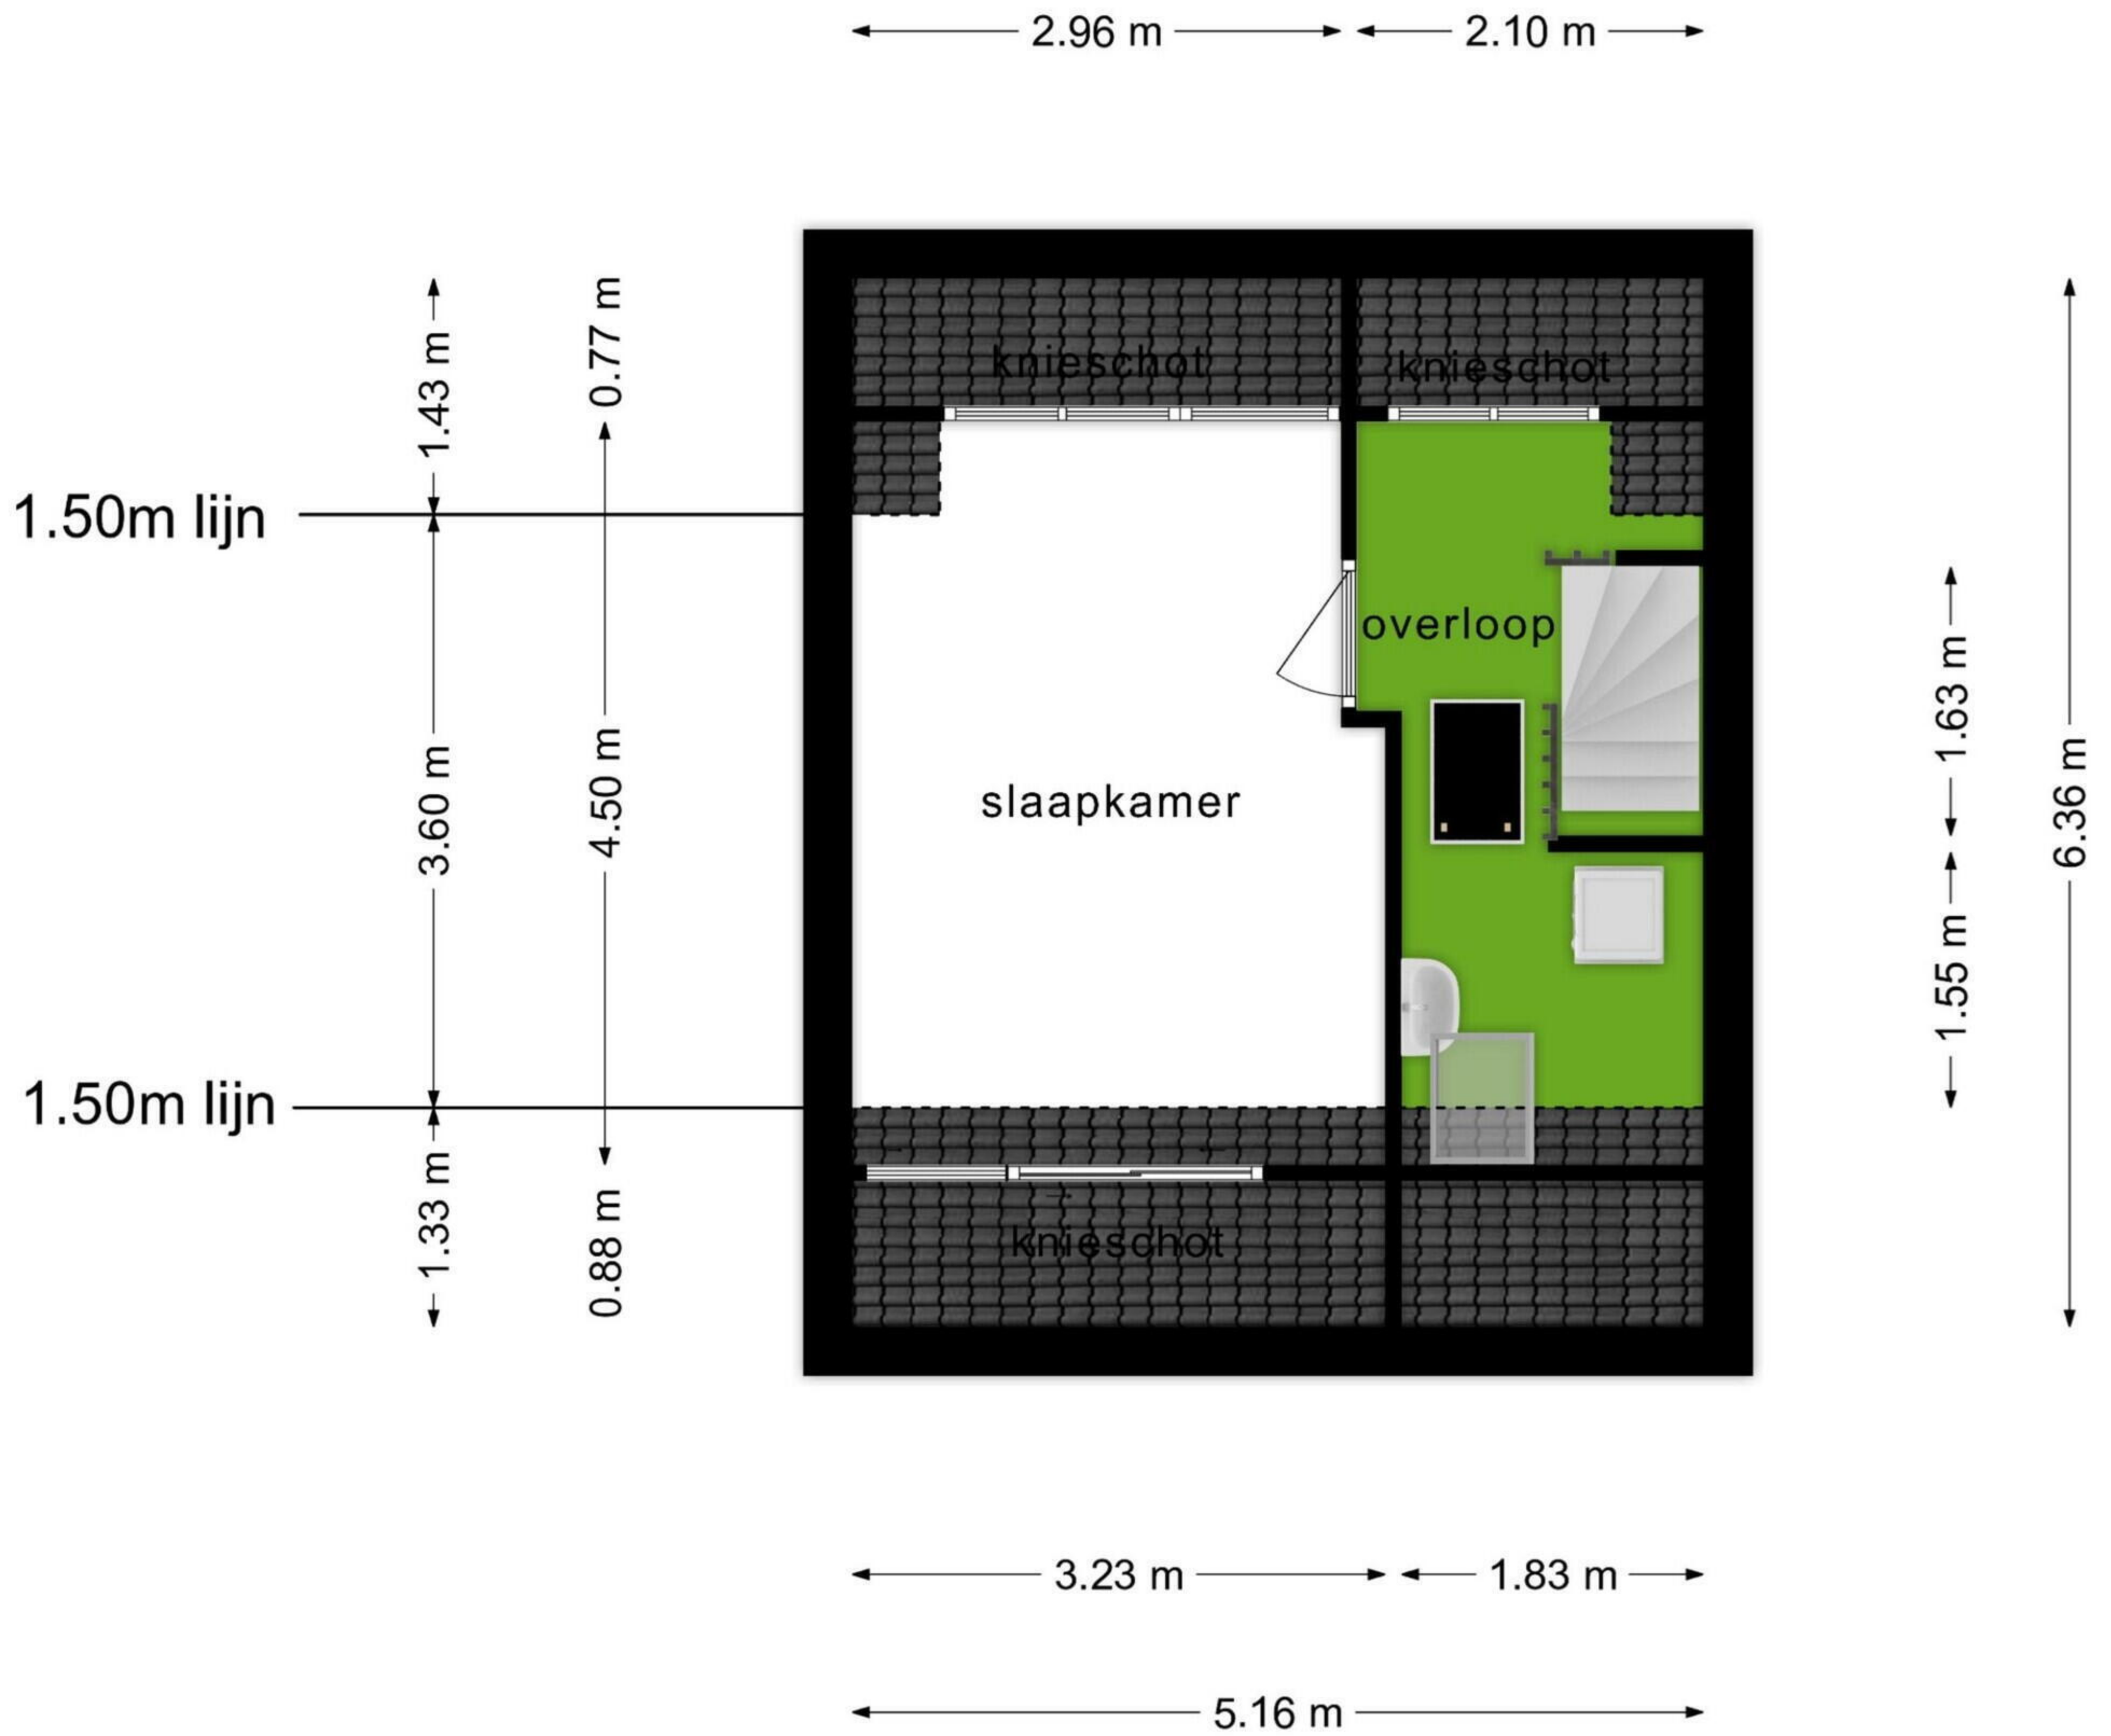 2.96 m
2.10 m
1.43 m
0.77 m
knieschot
knieschot
1.50m lijn
overloop
1.63 m
3.60 m
4.50 m
slaapkamer
6.36 m
1.55 m
1.50m lijn
1.33 m
0.88 m
knieschot
3.23 m
1.83 m
5.16 m